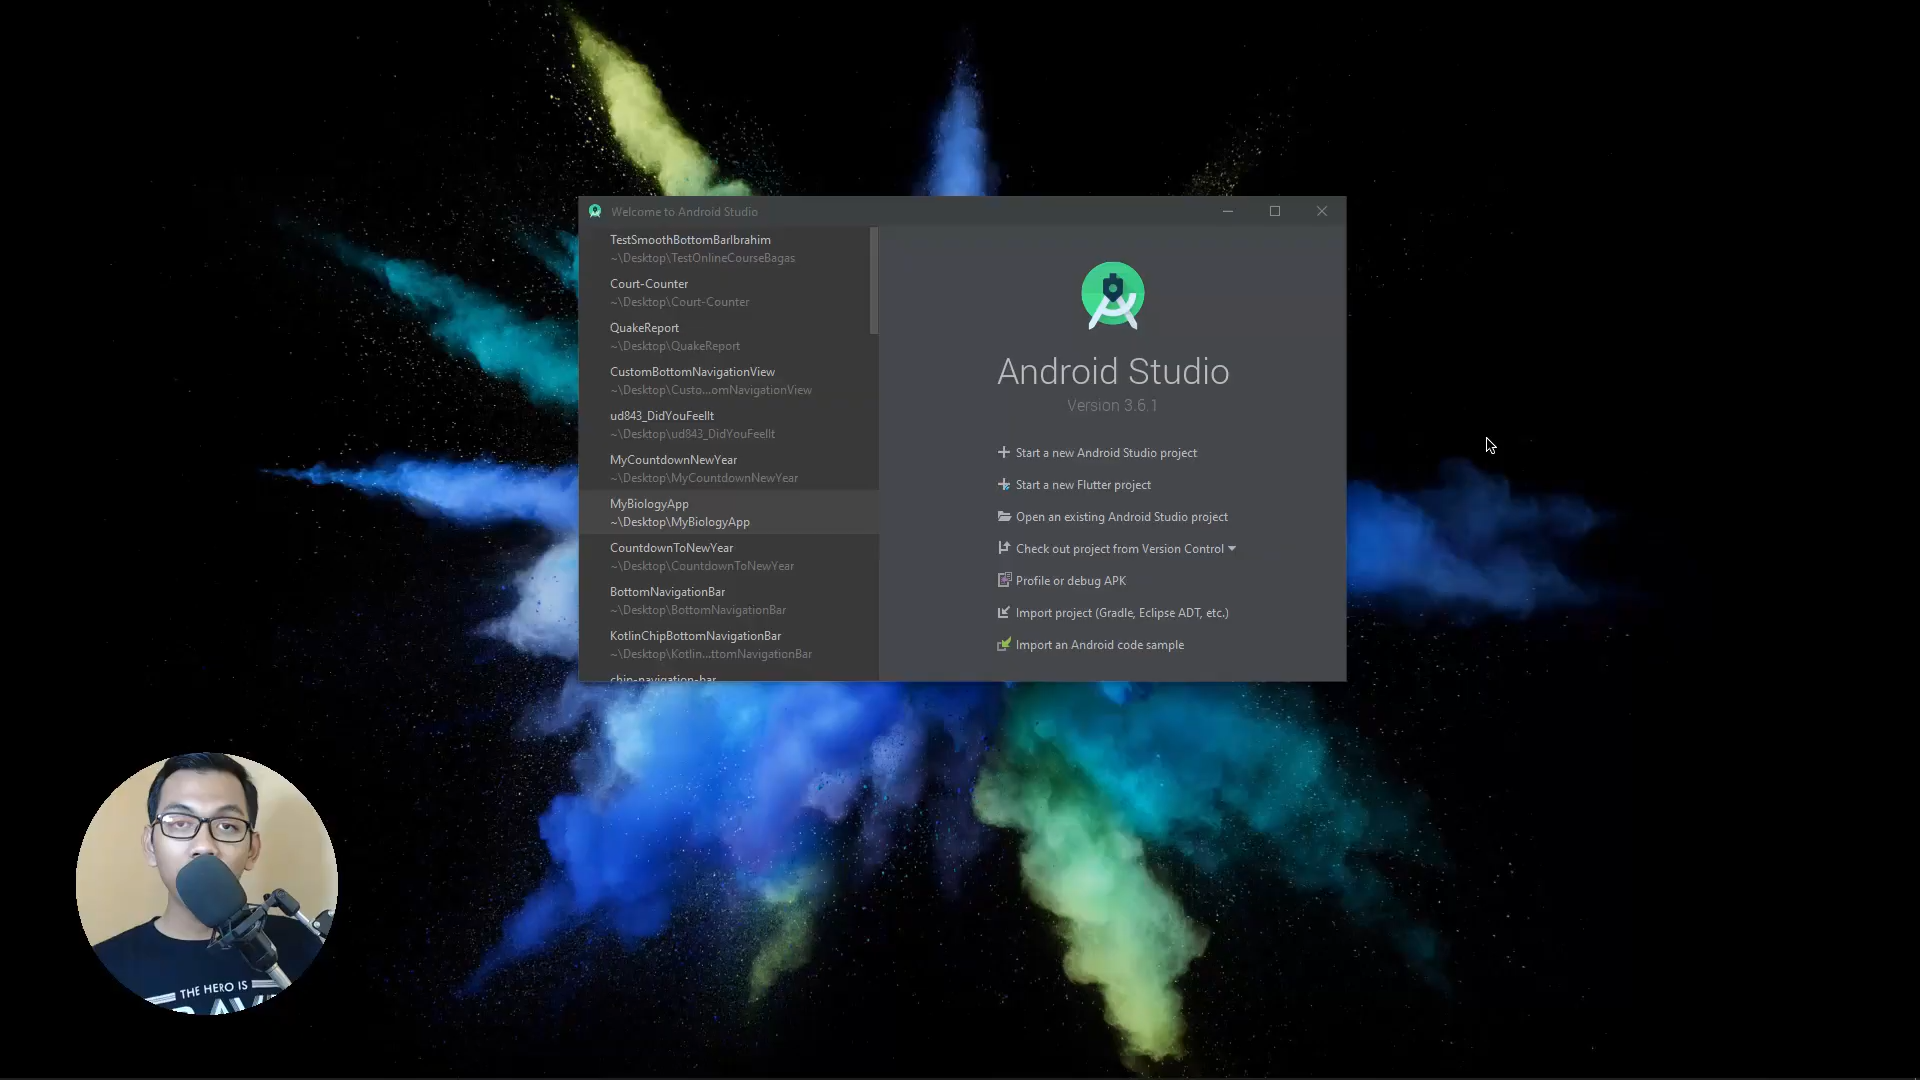 Welcome to Android Studio
TestSmoothBottomBarIbrahim
~\Desktop\TestOnlineCourseBagas
Court-Counter
~\Desktop\Court-Counter
QuakeReport
~\Desktop\QuakeReport
CustomBottomNavigationView
~\Desktop\Custo...omNavigationView
ud843_DidYouFeelIt
~\Desktop\ud843_DidYouFeelIt
MyCountdownNewYear
~\Desktop\MyCountdownNewYear
MyBiologyApp
~\Desktop\MyBiologyApp
CountdownToNewYear
~\Desktop\CountdownToNewYear
BottomNavigationBar
~\Desktop\BottomNavigationBar
KotlinChipBottomNavigationBar
~\Desktop\Kotlin...ttomNavigationBar
chip-navigation-bar
Android Studio
Version 3.6.1
Start a new Android Studio project
Start a new Flutter project
Open an existing Android Studio project
Check out project from Version Control
Profile or debug APK
Import project (Gradle, Eclipse ADT, etc.)
Import an Android code sample
THE HERO IS